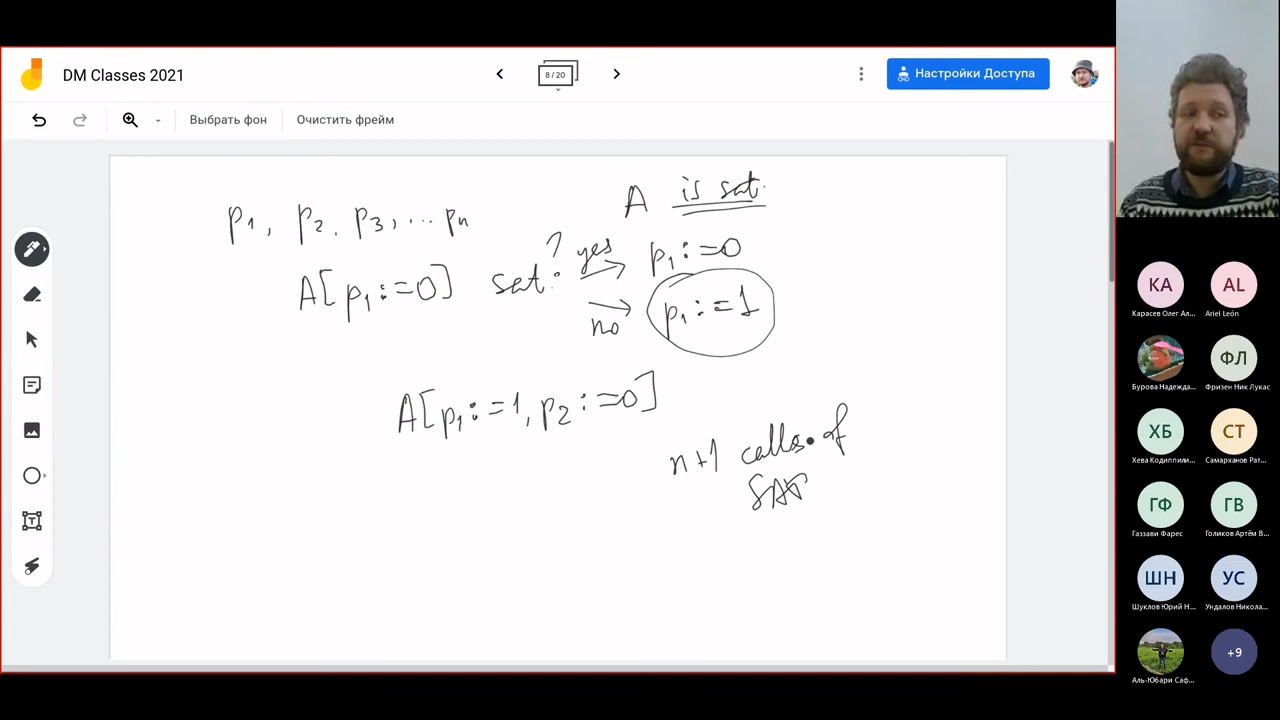 DM Classes 2021
8 / 20
Настройки Доступа
Выбрать фон
Очистить фрейм
A is sat.
p1, p2, p3, ... pn
A[p1:=0] sat.? yes p1:=0
no p1:=1
A[p1:=1, p2:=0]
n+1 calls of
SAT
КА
AL
Карасев Олег Ал...
Ariel León
ФЛ
Бурова Надежда...
Фризен Ник Лукас
ХБ
СТ
Хева Кодиппили...
Самарханов Рат...
ГФ
ГВ
Газзави Фарес
Голиков Артём В...
ШН
УС
Шуклов Юрий Н...
Ундалов Никола...
+9
Аль-Юбари Саф...